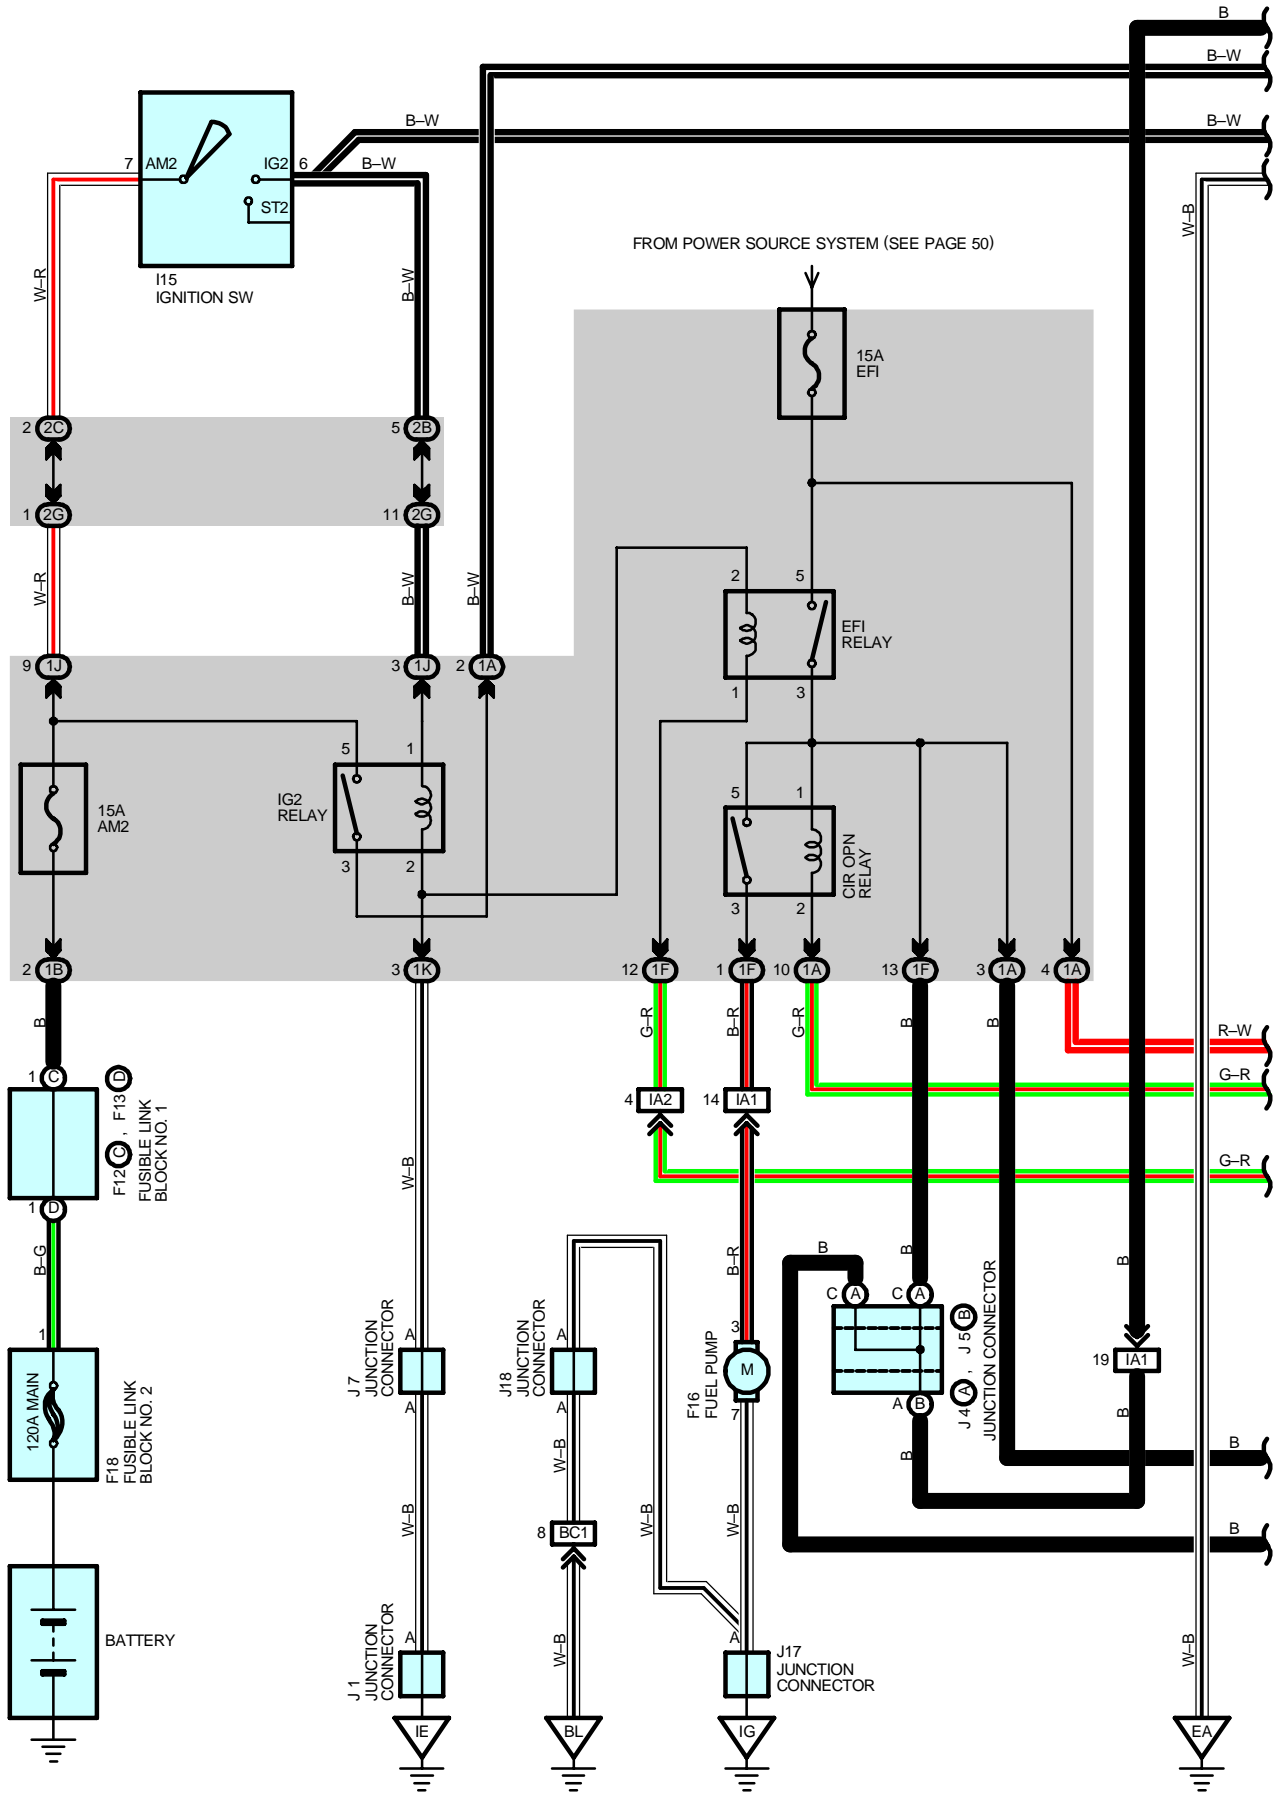 B
B–W
B–W
B–W
B–W
7
AM2
IG2
6
ST2
I15
IGNITION SW
W–R
B–W
W–B
FROM POWER SOURCE SYSTEM (SEE PAGE 50)
15A
EFI
2
2C
5
2B
1
2G
11
2G
W–R
B–W
B–W
2
5
EFI
RELAY
1
3
9
1J
3
1J
2
1A
5
1
IG2
RELAY
3
2
15A
AM2
5
1
CIR OPN
RELAY
3
2
2
1B
3
1K
12
1F
1
1F
10
1A
13
1F
3
1A
4
1A
B
G–R
B–R
G–R
B
B
R–W
G–R
G–R
1
C
F12 C , F13 D
FUSIBLE LINK
BLOCK NO. 1
1
D
4
IA2
14
IA1
W–B
B–G
B–R
B
B
B
1
120A MAIN
F18
FUSIBLE LINK
BLOCK NO. 2
A
J 7
JUNCTION
CONNECTOR
A
A
J18
JUNCTION
CONNECTOR
A
3
M
F16
FUEL PUMP
7
C
A
C
A
A
B
J 4 A , J 5 B
JUNCTION CONNECTOR
19
IA1
B
B
B
W–B
W–B
8
BC1
W–B
W–B
B
BATTERY
A
J 1
JUNCTION
CONNECTOR
W–B
A
J17
JUNCTION
CONNECTOR
W–B
IE
BL
IG
EA